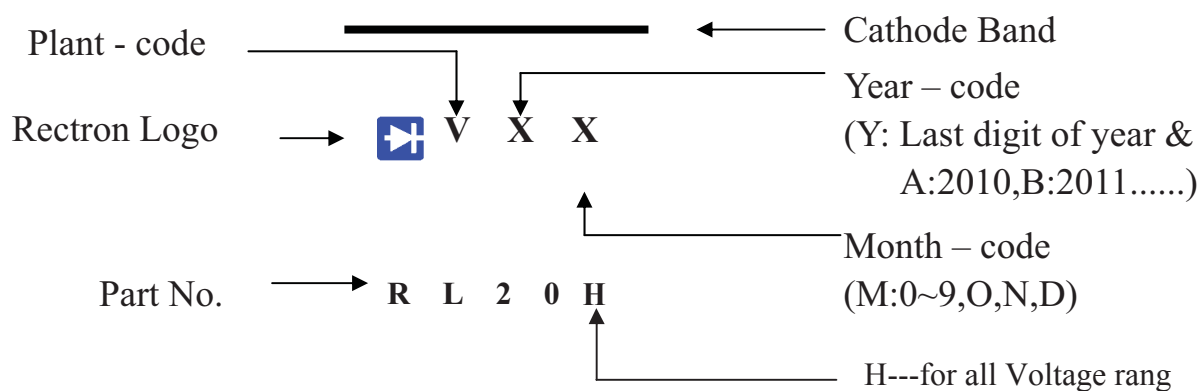 Cathode Band
Plant - code
Year – code
Rectron Logo
V X X
(Y: Last digit of year &
A:2010,B:2011......)
Month – code
Part No.
R L 2 0 H
(M:0~9,O,N,D)
H---for all Voltage rang